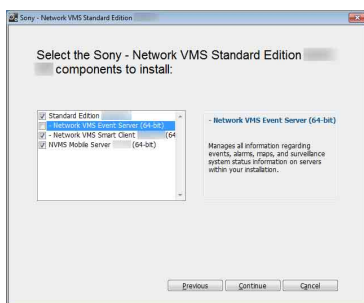 Sony - Network VMS Standard Edition
Select the Sony - Network VMS Standard Edition
components to install:
Standard Edition
- Network VMS Event Server (64-bit)
- Network VMS Smart Client (64
NVMS Mobile Server (64-bit)
- Network VMS Event Server (64-bit)
Manages all information regarding
events, alarms, maps, and surveillance
system status information on servers
within your installation.
Previous
Continue
Cancel